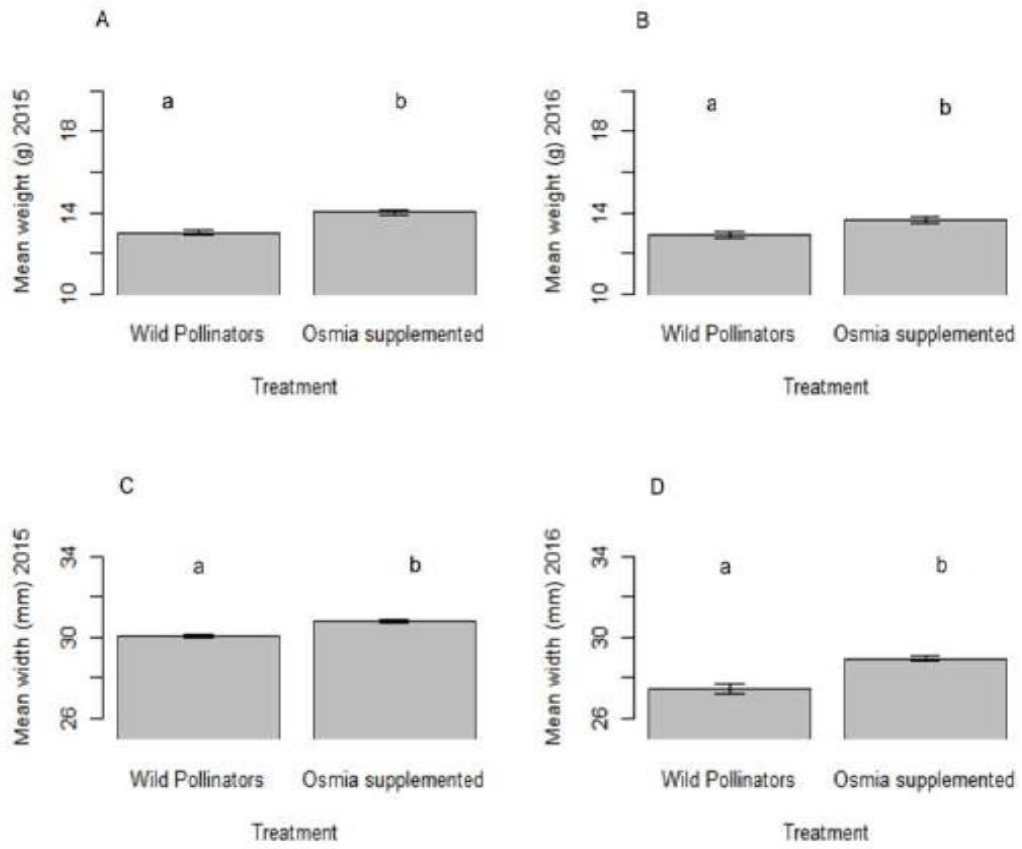 A
Mean weight (g) 2015
18
14
10
a
b
Wild Pollinators
Osmia supplemented
Treatment
B
Mean weight (g) 2016
18
14
10
a
b
Wild Pollinators
Osmia supplemented
Treatment
C
Mean width (mm) 2015
34
30
26
a
b
Wild Pollinators
Osmia supplemented
Treatment
D
Mean width (mm) 2016
34
30
26
a
b
Wild Pollinators
Osmia supplemented
Treatment